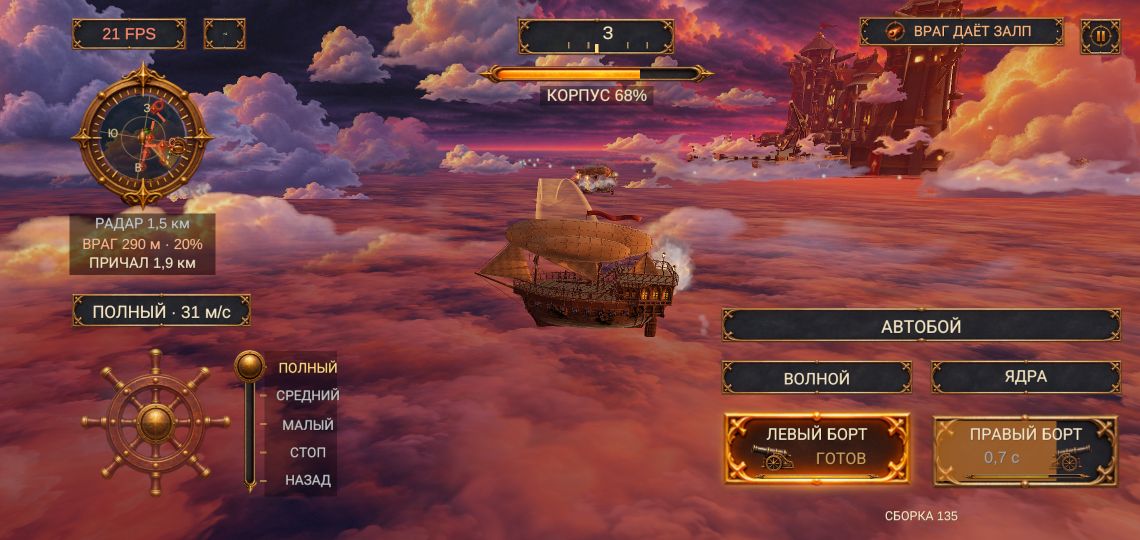 21 FPS
З
ВРАГ ДАЁТ ЗАЛП
КОРПУС 68%
З
Ю
В
РАДАР 1,5 км
ВРАГ 290 м · 20%
ПРИЧАЛ 1,9 км
ПОЛНЫЙ · 31 м/с
ПОЛНЫЙ
СРЕДНИЙ
МАЛЫЙ
СТОП
НАЗАД
АВТОБОЙ
ВОЛНОЙ
ЯДРА
ЛЕВЫЙ БОРТ
ГОТОВ
ПРАВЫЙ БОРТ
0,7 с
СБОРКА 135